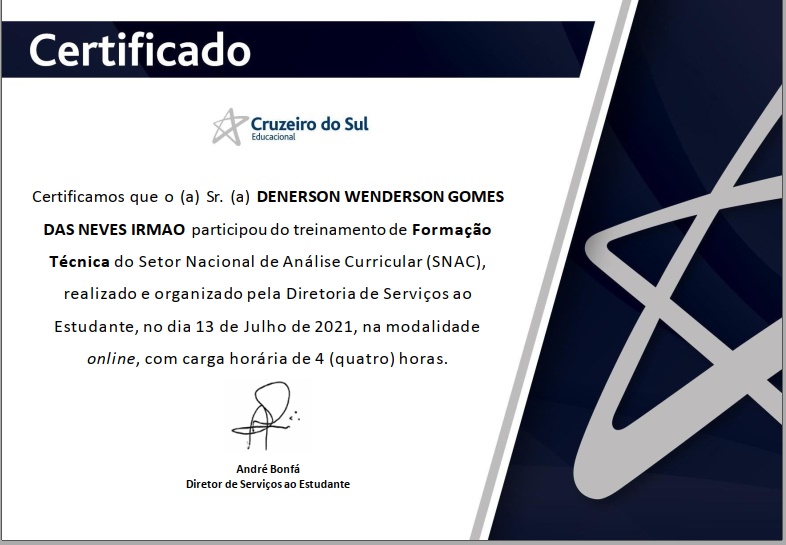 Certificado
Cruzeiro do Sul
Educacional
Certificamos que o (a) Sr. (a) DENERSON WENDERSON GOMES
DAS NEVES IRMAO participou do treinamento de Formação
Técnica do Setor Nacional de Análise Curricular (SNAC),
realizado e organizado pela Diretoria de Serviços ao
Estudante, no dia 13 de Julho de 2021, na modalidade
online, com carga horária de 4 (quatro) horas.
André Bonfá
Diretor de Serviços ao Estudante